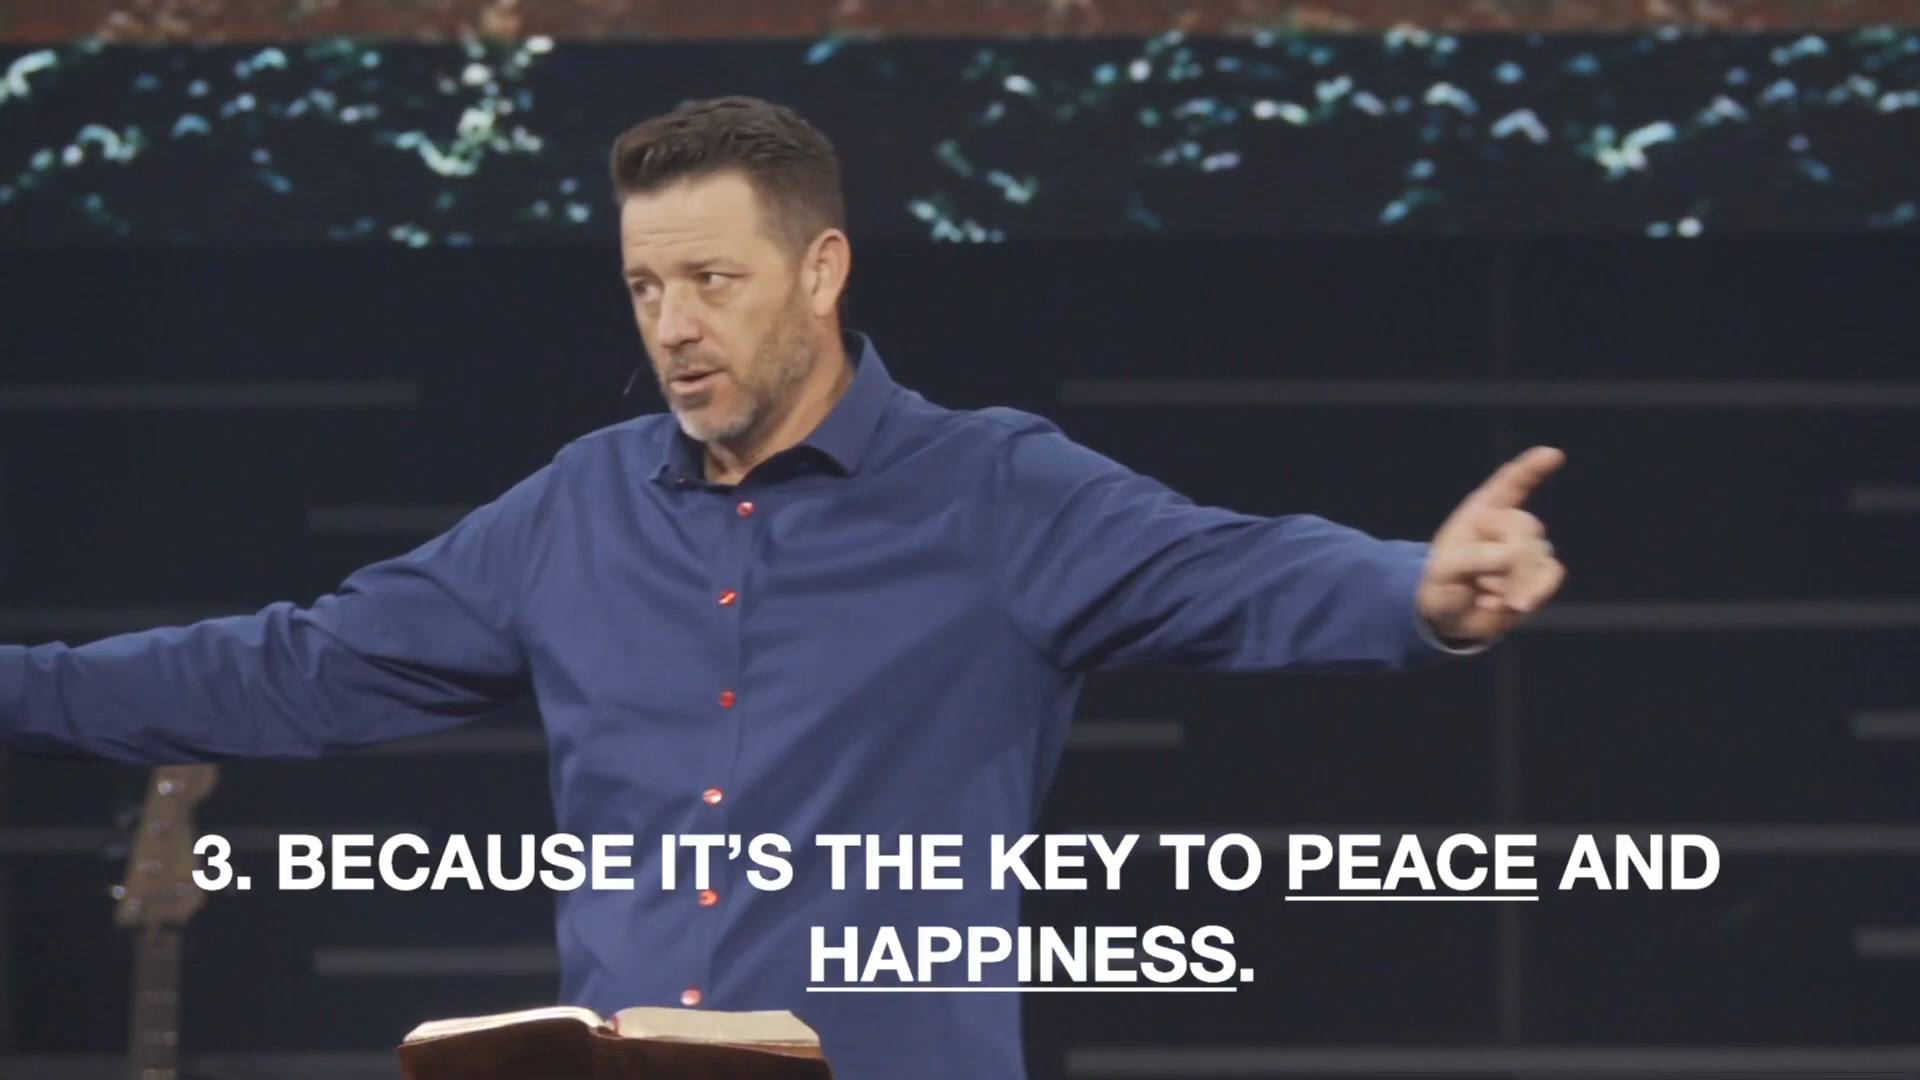 3. BECAUSE IT’S THE KEY TO PEACE AND
HAPPINESS.